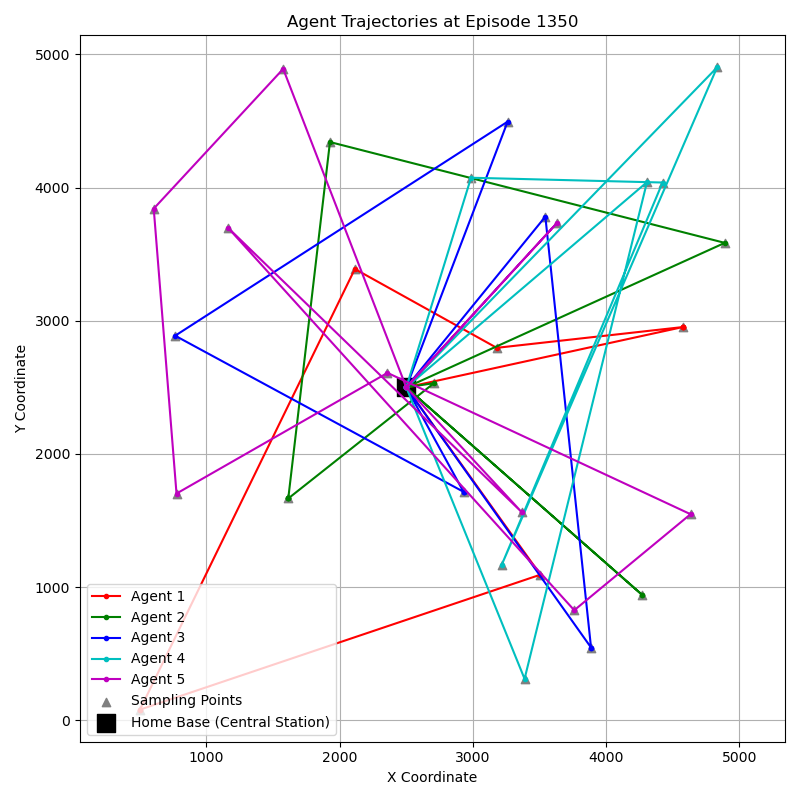 Agent Trajectories at Episode 1350
5000
4000
3000
2000
1000
0
Y Coordinate
Agent 1
Agent 2
Agent 3
Agent 4
Agent 5
Sampling Points
Home Base (Central Station)
1000 2000 3000 4000 5000
X Coordinate